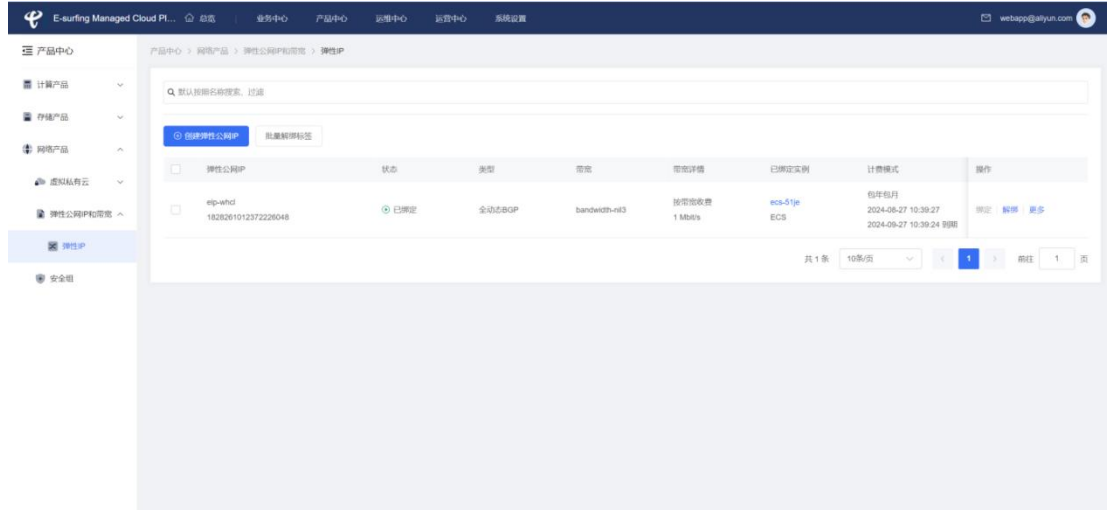 E-surfing Managed Cloud Pl... 总览 业务中心 产品中心 运维中心 运营中心 系统设置 webapp@aliyun.com
产品中心
产品中心 > 网络产品 > 弹性公网IP和带宽 > 弹性IP
计算产品
默认按照名称搜索、过滤
存储产品
创建弹性公网IP 批量解绑标签
网络产品
弹性公网IP 状态 类型 带宽 带宽详情 已绑定实例 计费模式 操作
虚拟私有云
eip-whcl
1828261012372226048
已绑定
全动态BGP
bandwidth-nll3
按带宽收费
1 Mbit/s
ecs-51je
ECS
包年包月
2024-08-27 10:39:27
2024-09-27 10:39:24 到期
绑定 解绑 更多
弹性公网IP和带宽
弹性IP
共 1 条 10条/页 < 1 > 前往 1 页
安全组